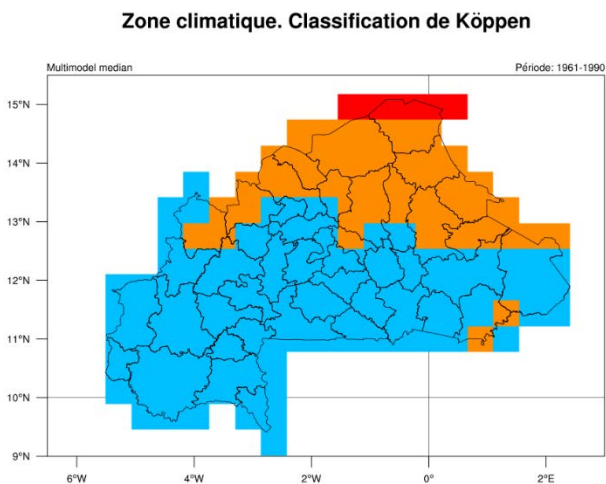 Zone climatique. Classification de Köppen
Multimodel median
Période: 1961-1990
15°N
14°N
13°N
12°N
11°N
10°N
9°N
6°W
4°W
2°W
0°
2°E